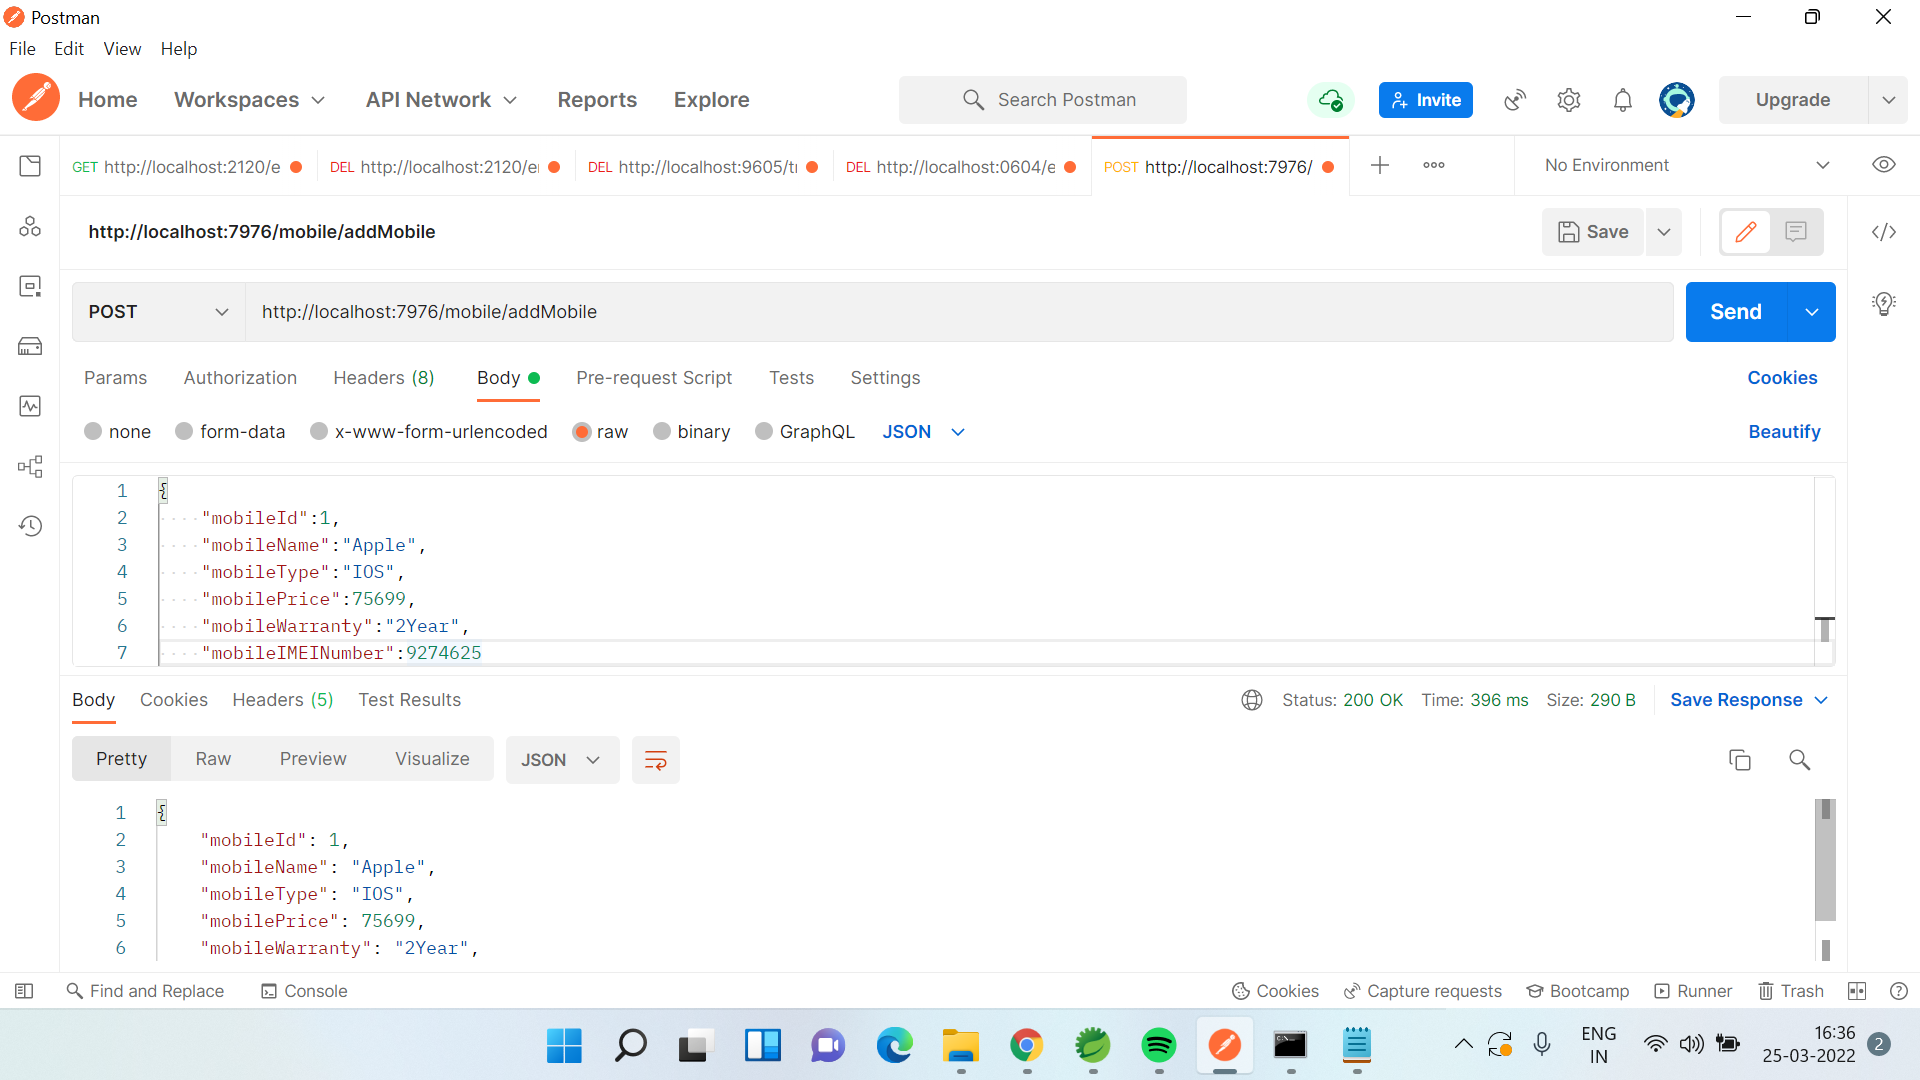 Postman
File Edit View Help
Home Workspaces API Network Reports Explore Search Postman Invite Upgrade
GET http://localhost:2120/e DEL http://localhost:2120/e DEL http://localhost:9605/t DEL http://localhost:0604/e POST http://localhost:7976/ No Environment
http://localhost:7976/mobile/addMobile Save
POST http://localhost:7976/mobile/addMobile Send
Params Authorization Headers (8) Body Pre-request Script Tests Settings Cookies
none form-data x-www-form-urlencoded raw binary GraphQL JSON Beautify
1 {
2 "mobileId":1,
3 "mobileName":"Apple",
4 "mobileType":"IOS",
5 "mobilePrice":75699,
6 "mobileWarranty":"2Year",
7 "mobileIMEINumber":9274625
Body Cookies Headers (5) Test Results Status: 200 OK Time: 396 ms Size: 290 B Save Response
Pretty Raw Preview Visualize JSON
1 {
2 "mobileId": 1,
3 "mobileName": "Apple",
4 "mobileType": "IOS",
5 "mobilePrice": 75699,
6 "mobileWarranty": "2Year",
Find and Replace Console Cookies Capture requests Bootcamp Runner Trash
ENG 16:36
IN 25-03-2022 2